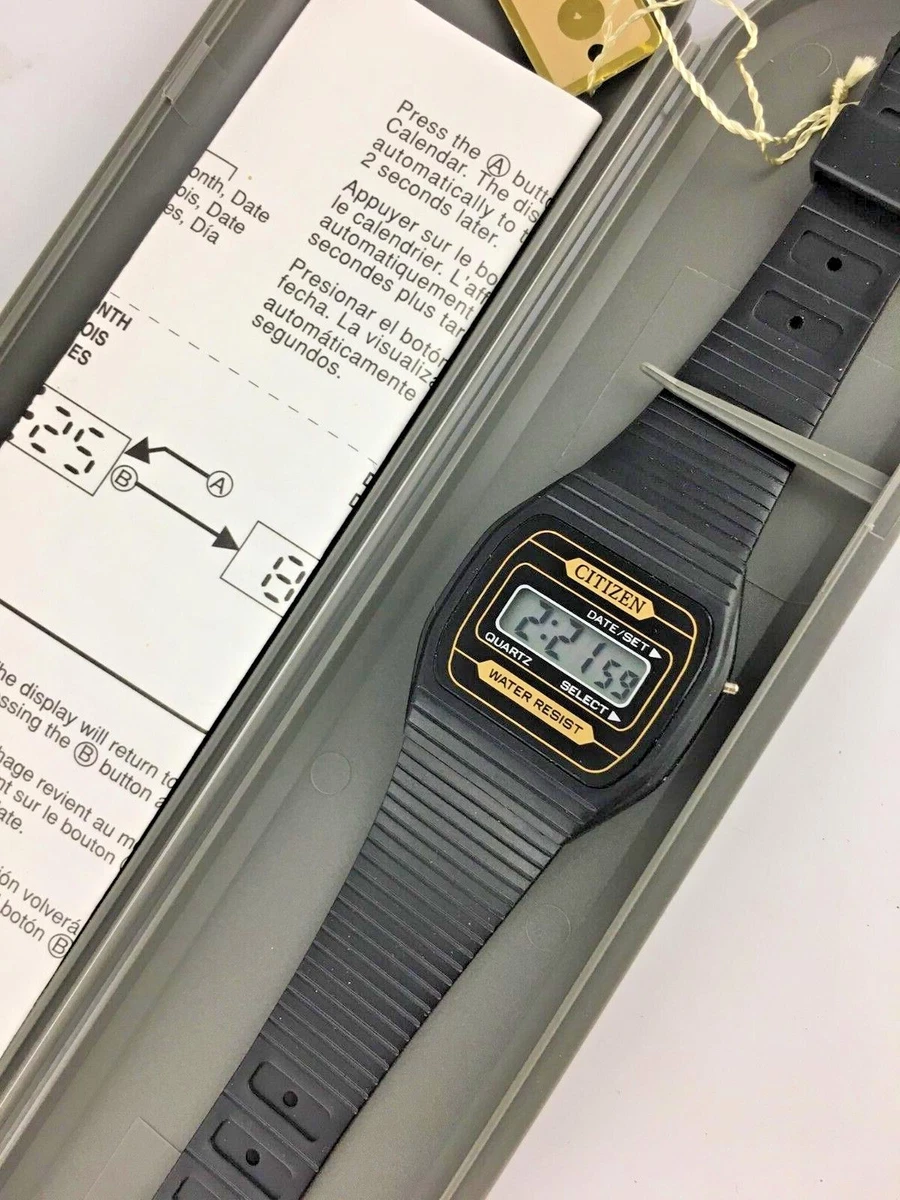 Press the Ⓐ butt
Calendar. The dis
automatically to t
2 seconds later.
Appuyer sur le bo
le calendrier. L'aff
automatiquement
secondes plus tar
Presionar el botón
fecha. La visualiz
automáticamente
segundos.
onth, Date
ois, Date
es, Día
NTH
OIS
ES
25
Ⓐ
Ⓑ
he display will return to
ssing the Ⓑ button
hage revient au m
nt sur le bouton
ate.
ión volverá
botón Ⓑ
CITIZEN
DATE/SET
2:21 59
QUARTZ
SELECT
WATER RESIST